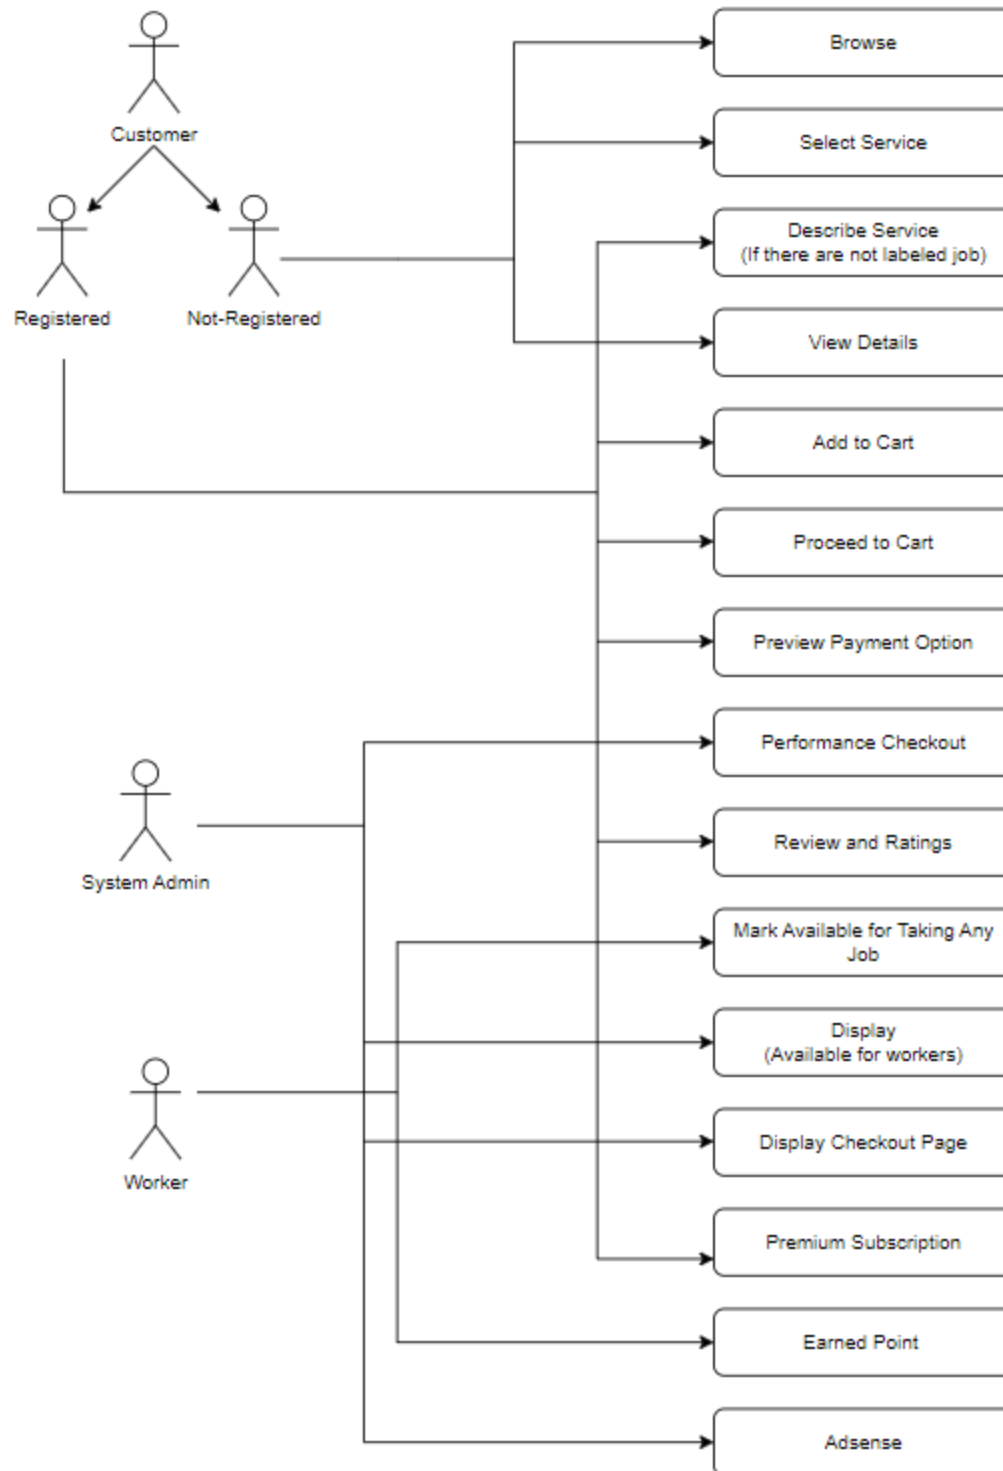 Customer
Registered
Not-Registered
System Admin
Worker
Browse
Select Service
Describe Service
(If there are not labeled job)
View Details
Add to Cart
Proceed to Cart
Preview Payment Option
Performance Checkout
Review and Ratings
Mark Available for Taking Any
Job
Display
(Available for workers)
Display Checkout Page
Premium Subscription
Earned Point
Adsense